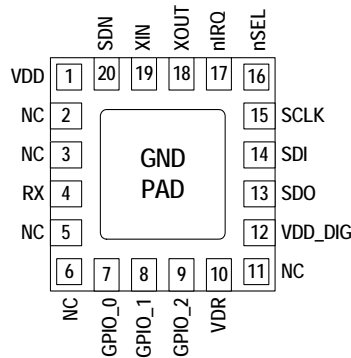 SDN XIN XOUT nIRQ nSEL
20 19 18 17 16
VDD 1
NC 2
NC 3
RX 4
NC 5
GND
PAD
15 SCLK
14 SDI
13 SDO
12 VDD_DIG
11 NC
6 7 8 9 10
NC GPIO_0 GPIO_1 GPIO_2 VDR